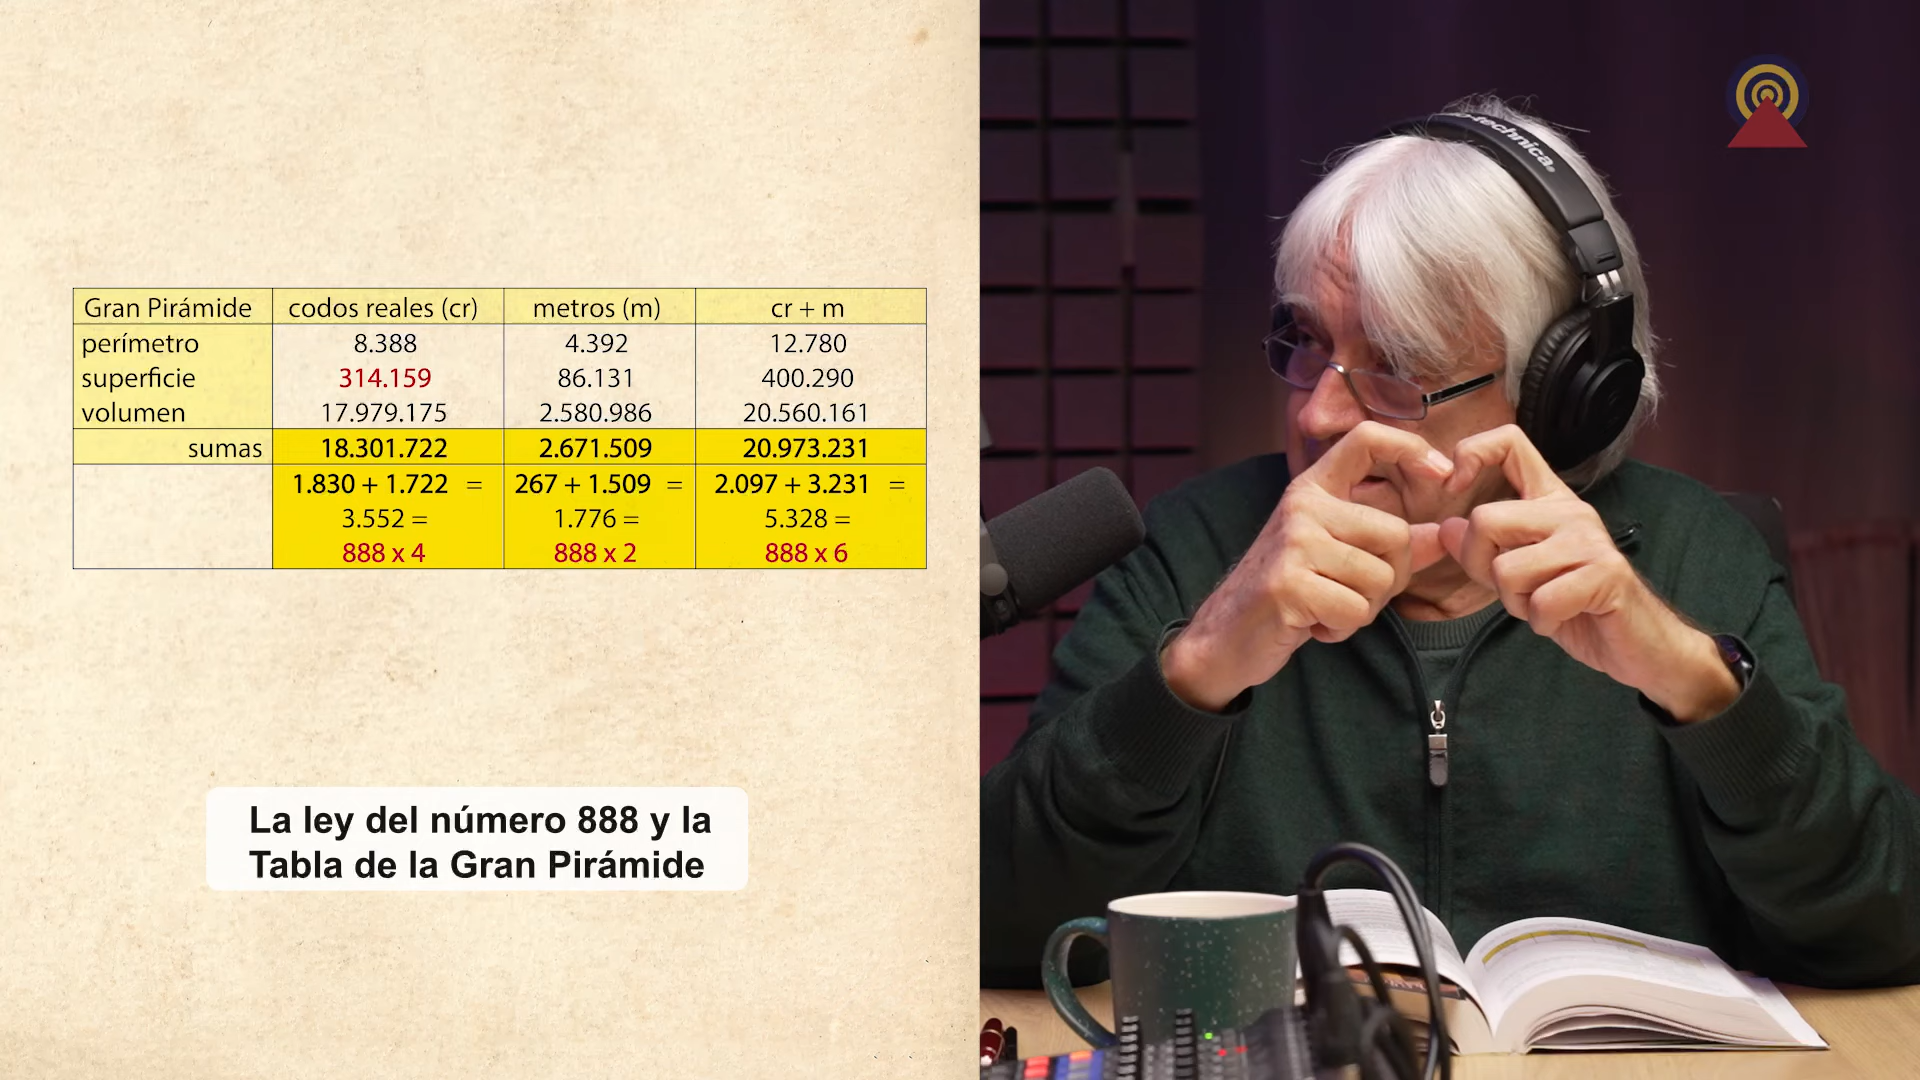 Gran Pirámide codos reales (cr) metros (m) cr + m
perímetro 8.388 4.392 12.780
superficie 314.159 86.131 400.290
volumen 17.979.175 2.580.986 20.560.161
sumas 18.301.722 2.671.509 20.973.231
1.830 + 1.722 = 267 + 1.509 = 2.097 + 3.231 =
3.552 = 1.776 = 5.328 =
888 x 4 888 x 2 888 x 6
La ley del número 888 y la
Tabla de la Gran Pirámide
-technica